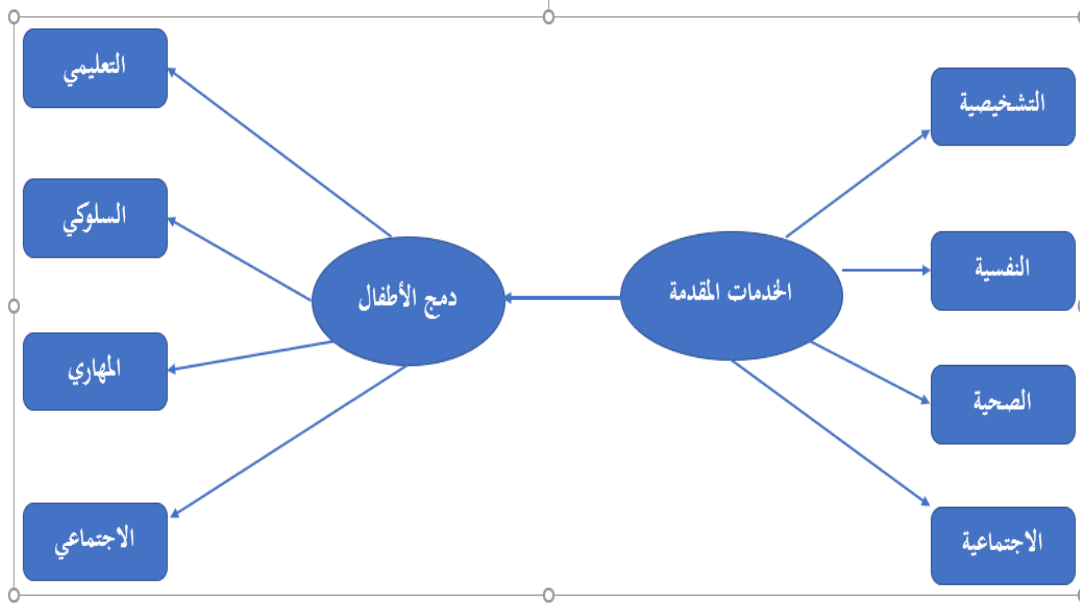 التشخيصية
النفسية
الصحية
الاجتماعية
الخدمات المقدمة
دمج الأطفال
التعليمي
السلوكي
المهاري
الاجتماعي